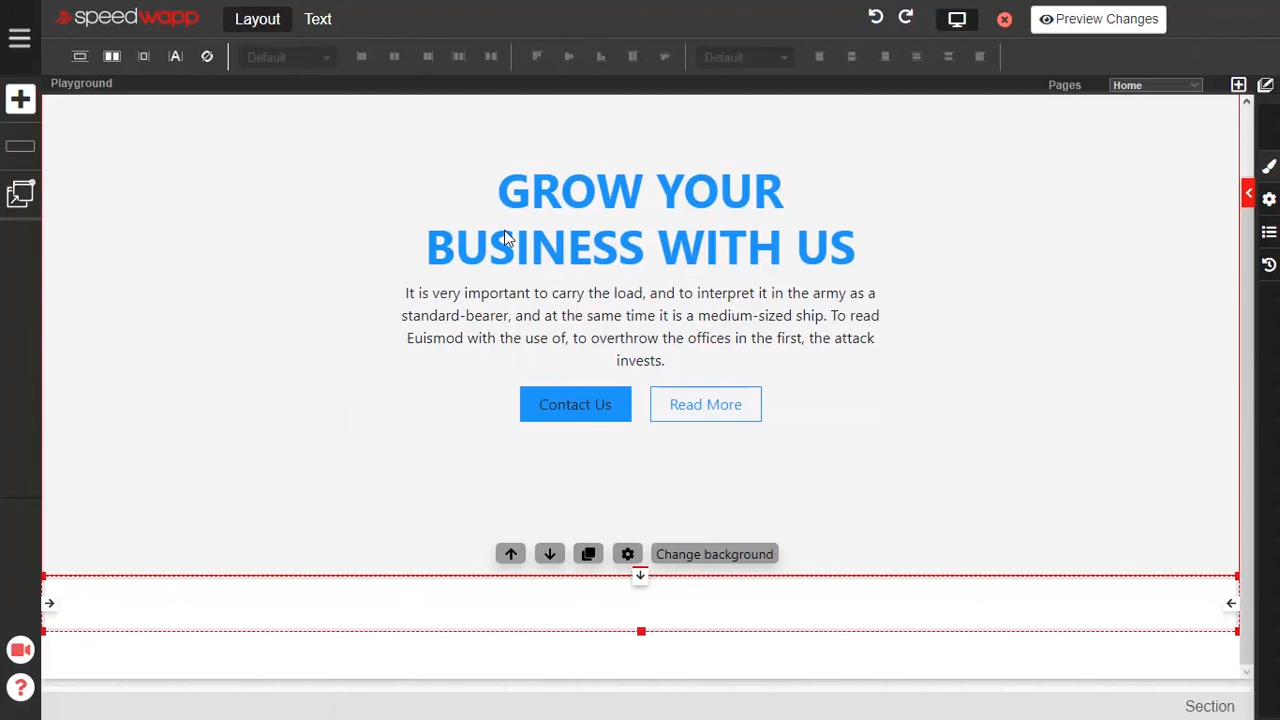 speedwapp
Layout
Text
Preview Changes
Default
Default
Playground
Pages
Home
GROW YOUR
BUSINESS WITH US
It is very important to carry the load, and to interpret it in the army as a
standard-bearer, and at the same time it is a medium-sized ship. To read
Euismod with the use of, to overthrow the offices in the first, the attack
invests.
Contact Us
Read More
Change background
Section